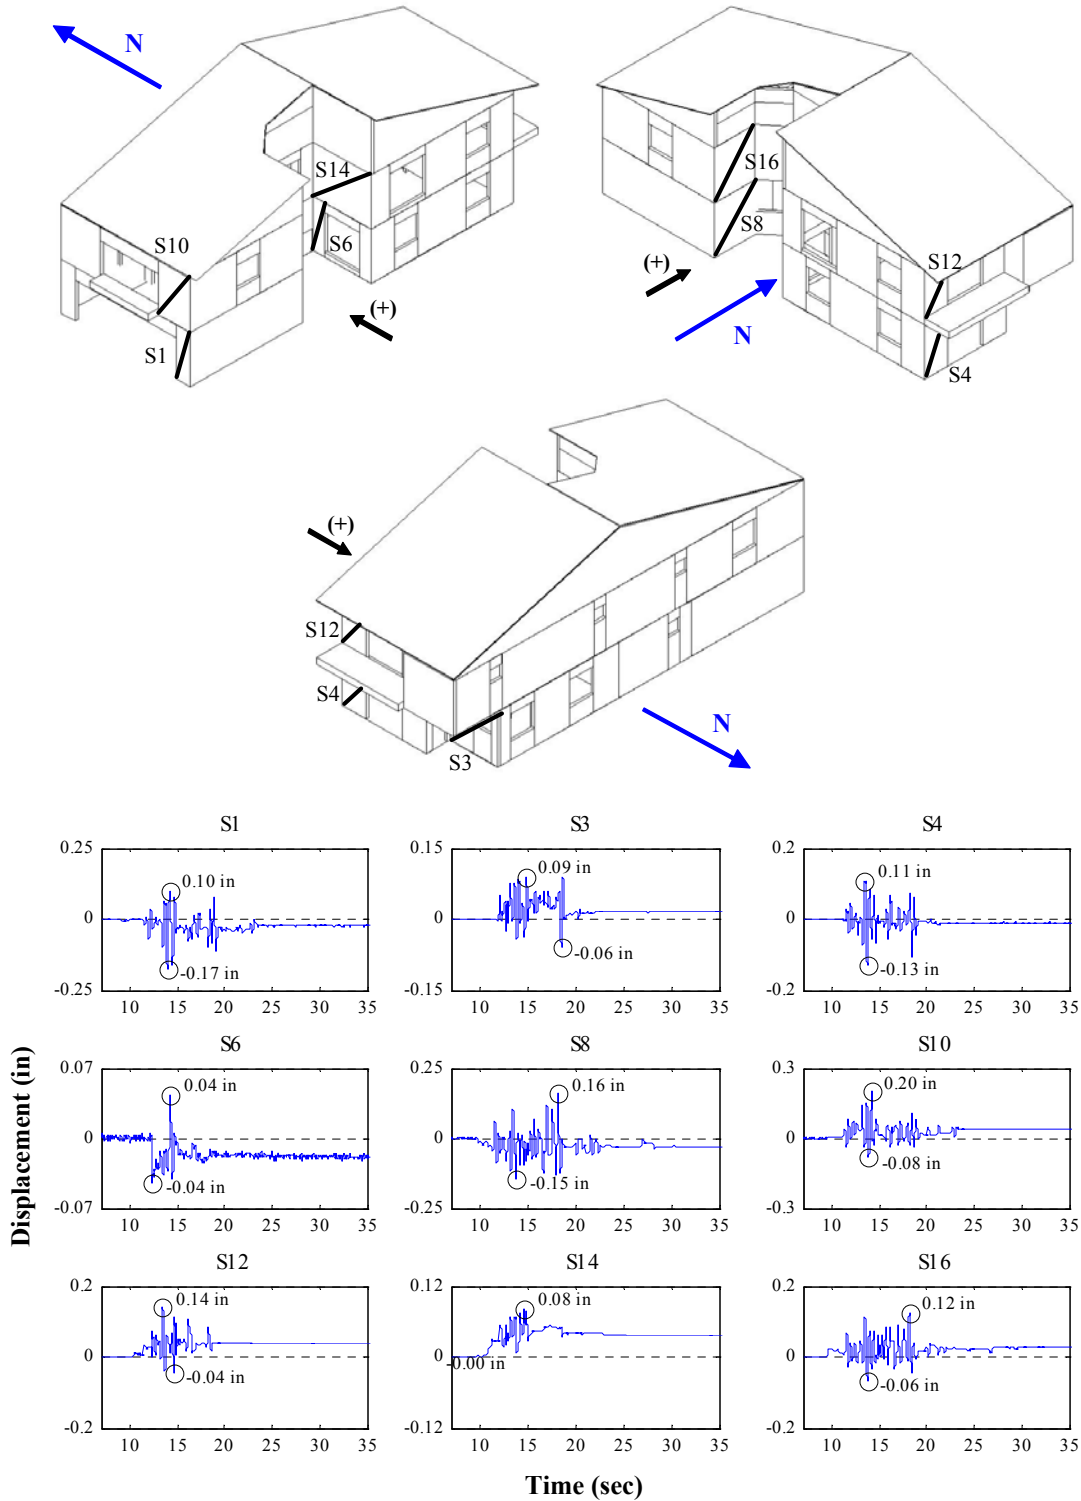 N
S14
S10
S6
(+)
S1
S16
S8
(+)
S12
N
S4
(+)
S12
S4
N
S3
S1 S3 S4
0.25 0.15 0.2
0.10 in 0.09 in 0.11 in
0 0 0
-0.17 in -0.06 in -0.13 in
-0.25 -0.15 -0.2
10 15 20 25 30 35 10 15 20 25 30 35 10 15 20 25 30 35
S6 S8 S10
0.07 0.25 0.3
0.04 in 0.16 in 0.20 in
0 0 0
-0.04 in -0.15 in -0.08 in
-0.07 -0.25 -0.3
10 15 20 25 30 35 10 15 20 25 30 35 10 15 20 25 30 35
S12 S14 S16
0.2 0.12 0.2
0.14 in 0.08 in 0.12 in
0 0 -0.00 in 0
-0.04 in -0.06 in
-0.2 -0.12 -0.2
10 15 20 25 30 35 10 15 20 25 30 35 10 15 20 25 30 35
Displacement (in)
Time (sec)